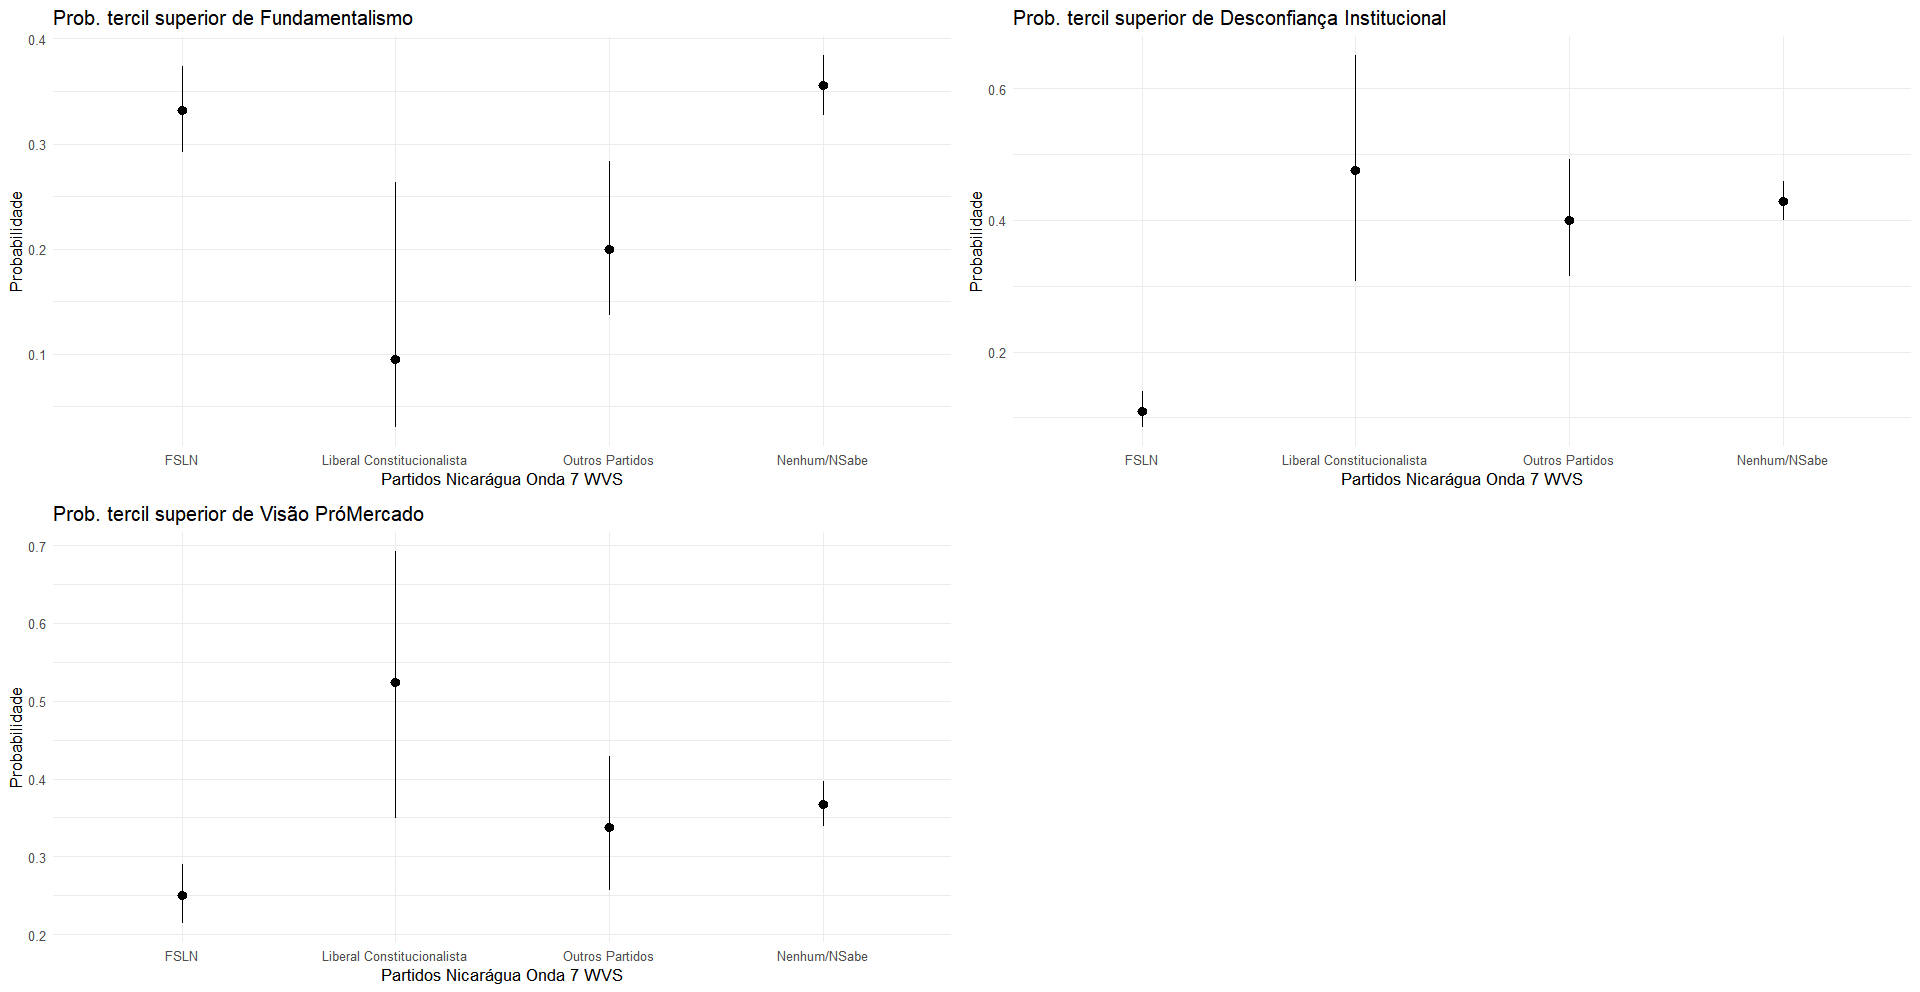 Prob. tercil superior de Fundamentalismo
0.4
0.3
0.2
0.1
Probabilidade
FSLN Liberal Constitucionalista Outros Partidos Nenhum/NSabe
Partidos Nicarágua Onda 7 WVS
Prob. tercil superior de Desconfiança Institucional
0.6
0.4
0.2
Probabilidade
FSLN Liberal Constitucionalista Outros Partidos Nenhum/NSabe
Partidos Nicarágua Onda 7 WVS
Prob. tercil superior de Visão PróMercado
0.7
0.6
0.5
0.4
0.3
0.2
Probabilidade
FSLN Liberal Constitucionalista Outros Partidos Nenhum/NSabe
Partidos Nicarágua Onda 7 WVS